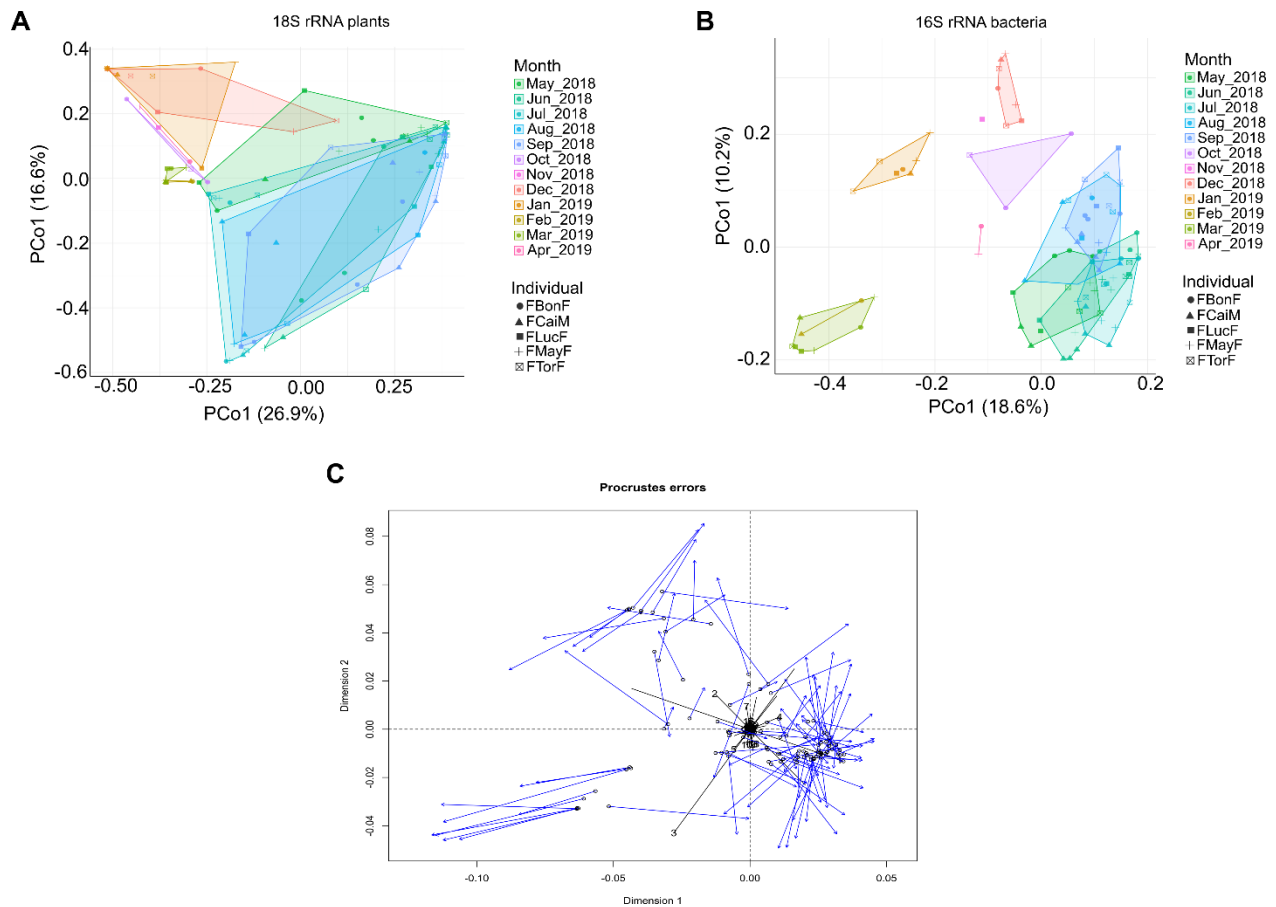 A
18S rRNA plants
0.4
0.2
0.0
-0.2
-0.4
-0.6
PCo1 (16.6%)
-0.50
-0.25
0.00
0.25
PCo1 (26.9%)
Month
May_2018
Jun_2018
Jul_2018
Aug_2018
Sep_2018
Oct_2018
Nov_2018
Dec_2018
Jan_2019
Feb_2019
Mar_2019
Apr_2019
Individual
FBonF
FCaiM
FLucF
FMayF
FTorF
B
16S rRNA bacteria
0.2
0.0
-0.2
PCo1 (10.2%)
-0.4
-0.2
0.0
0.2
PCo1 (18.6%)
Month
May_2018
Jun_2018
Jul_2018
Aug_2018
Sep_2018
Oct_2018
Nov_2018
Dec_2018
Jan_2019
Feb_2019
Mar_2019
Apr_2019
Individual
FBonF
FCaiM
FLucF
FMayF
FTorF
C
Procrustes errors
0.08
0.06
0.04
0.02
0.00
-0.02
-0.04
Dimension 2
2
7
4
3
-0.10
-0.05
0.00
0.05
Dimension 1